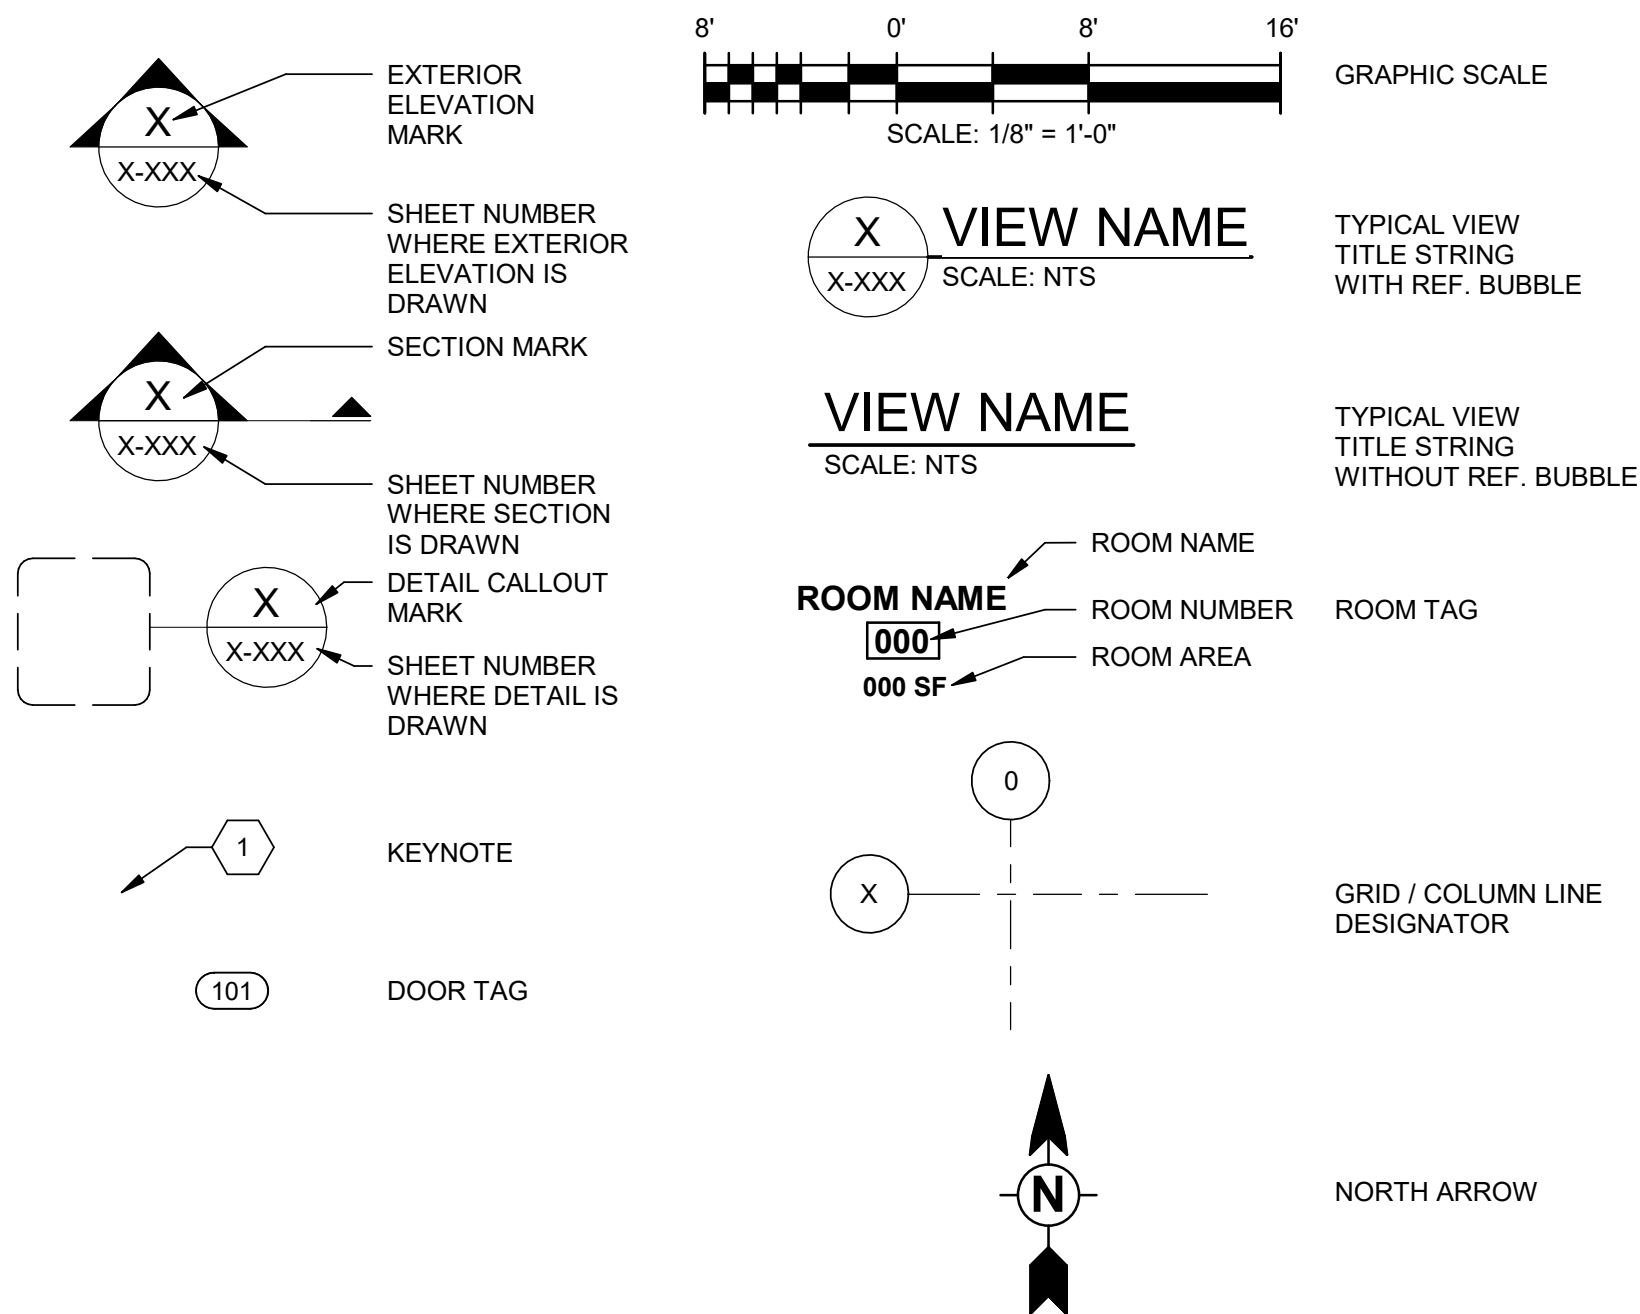 X
X-XXX
EXTERIOR
ELEVATION
MARK
SHEET NUMBER
WHERE EXTERIOR
ELEVATION IS
DRAWN
X
X-XXX
SECTION MARK
SHEET NUMBER
WHERE SECTION
IS DRAWN
X
X-XXX
DETAIL CALLOUT
MARK
SHEET NUMBER
WHERE DETAIL IS
DRAWN
1
KEYNOTE
101
DOOR TAG
8' 0' 8' 16'
SCALE: 1/8" = 1'-0"
GRAPHIC SCALE
X
X-XXX
VIEW NAME
SCALE: NTS
TYPICAL VIEW
TITLE STRING
WITH REF. BUBBLE
VIEW NAME
SCALE: NTS
TYPICAL VIEW
TITLE STRING
WITHOUT REF. BUBBLE
ROOM NAME
000
000 SF
ROOM NAME
ROOM NUMBER
ROOM AREA
ROOM TAG
0
X
GRID / COLUMN LINE
DESIGNATOR
N
NORTH ARROW